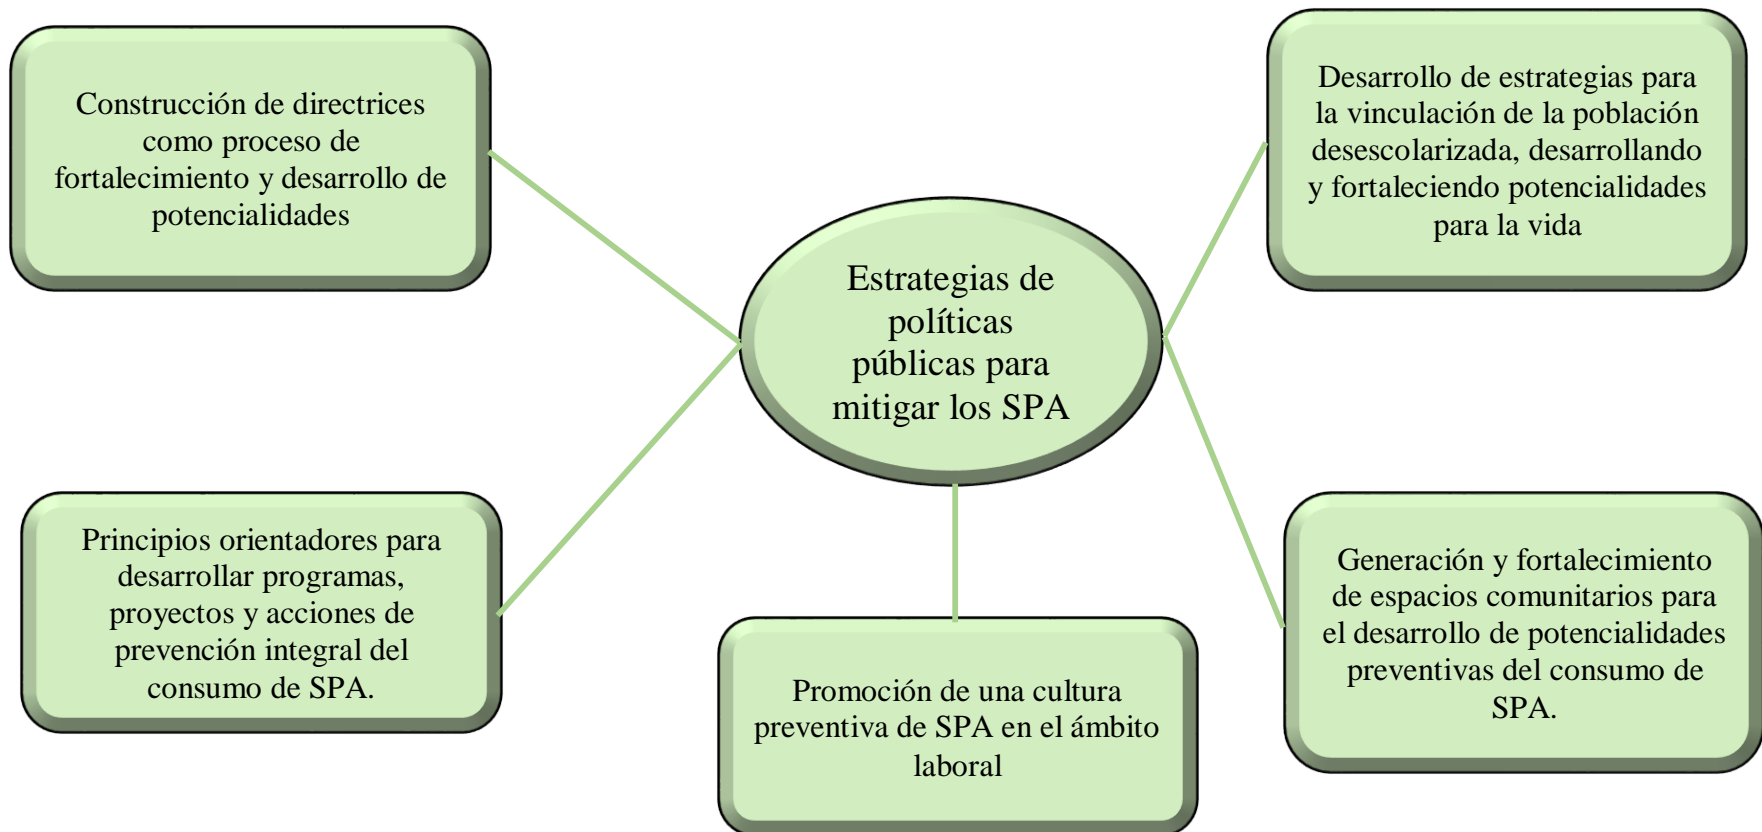 Construcción de directrices
como proceso de
fortalecimiento y desarrollo de
potencialidades
Desarrollo de estrategias para
la vinculación de la población
desescolarizada, desarrollando
y fortaleciendo potencialidades
para la vida
Estrategias de
políticas
públicas para
mitigar los SPA
Principios orientadores para
desarrollar programas,
proyectos y acciones de
prevención integral del
consumo de SPA.
Promoción de una cultura
preventiva de SPA en el ámbito
laboral
Generación y fortalecimiento
de espacios comunitarios para
el desarrollo de potencialidades
preventivas del consumo de
SPA.